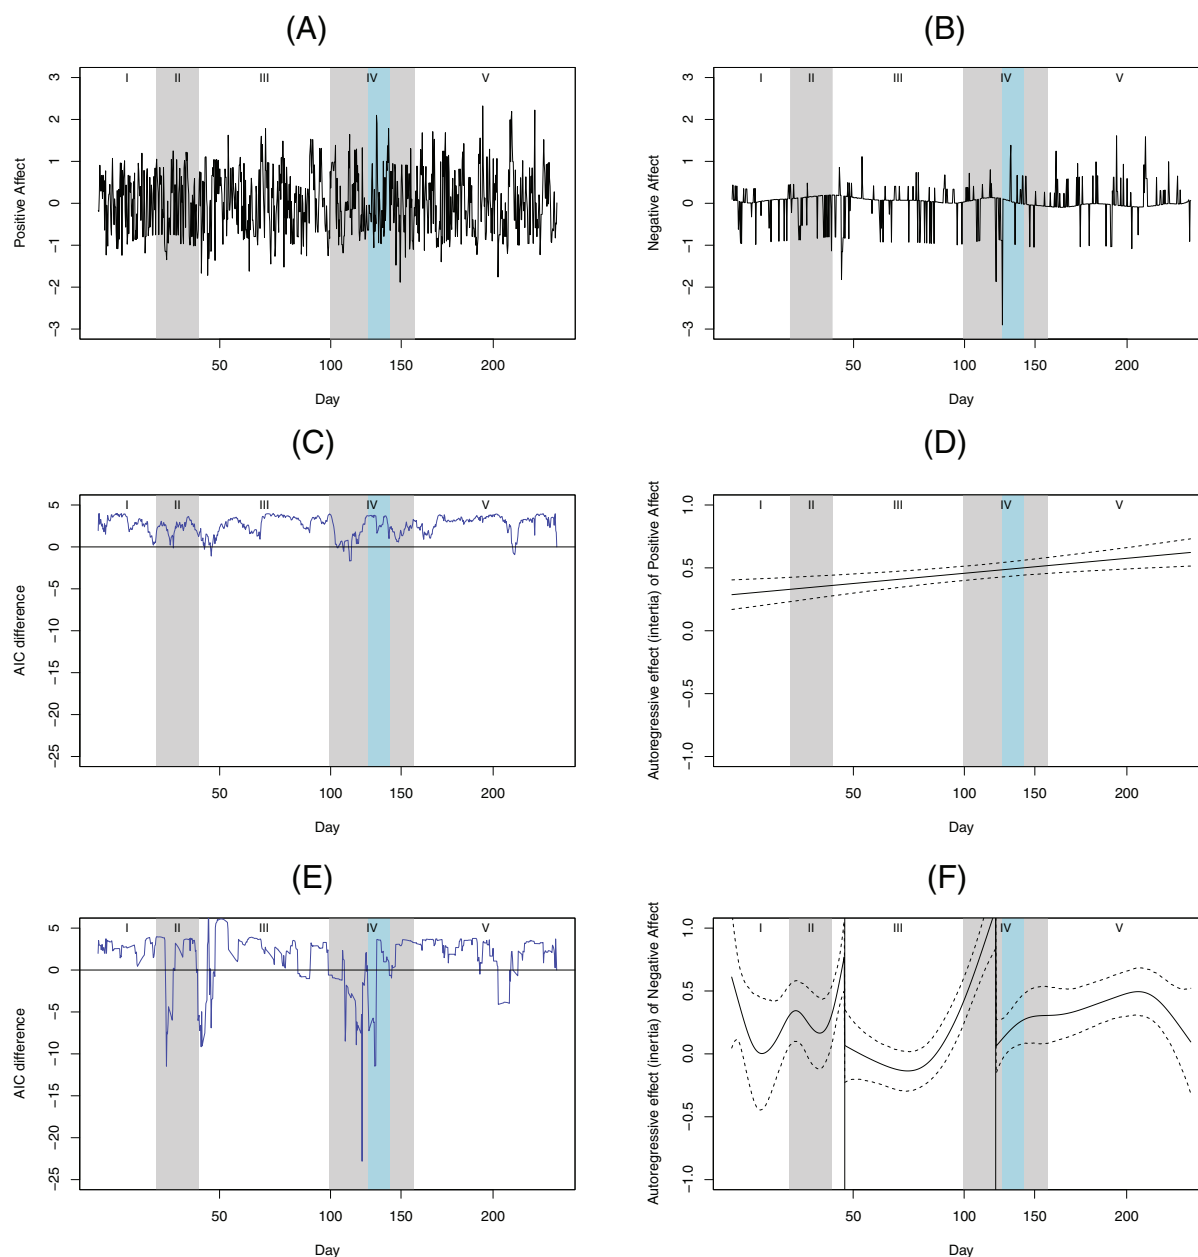 (A)
(B)
I II III IV V
3
2
1
0
−1
−2
−3
Positive Affect
50 100 150 200
Day
I II III IV V
3
2
1
0
−1
−2
−3
Negative Affect
50 100 150 200
Day
(C)
(D)
I II III IV V
5
0
−5
−10
−15
−20
−25
AIC difference
50 100 150 200
Day
I II III IV V
1.0
0.5
0.0
−0.5
−1.0
Autoregressive effect (intertia) of Positive Affect
50 100 150 200
Day
(E)
(F)
I II III IV V
5
0
−5
−10
−15
−20
−25
AIC difference
50 100 150 200
Day
I II III IV V
1.0
0.5
0.0
−0.5
−1.0
Autoregressive effect (inertia) of Negative Affect
50 100 150 200
Day